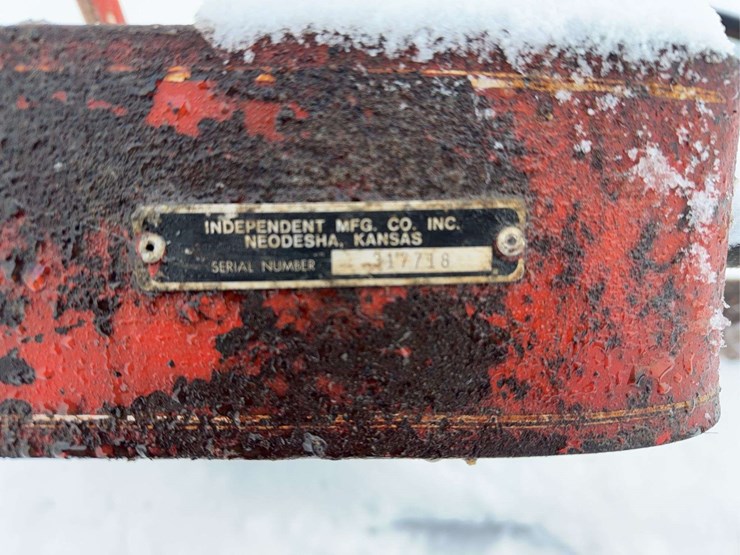 INDEPENDENT MFG. CO. INC.
NEODESHA, KANSAS
SERIAL NUMBER 317718